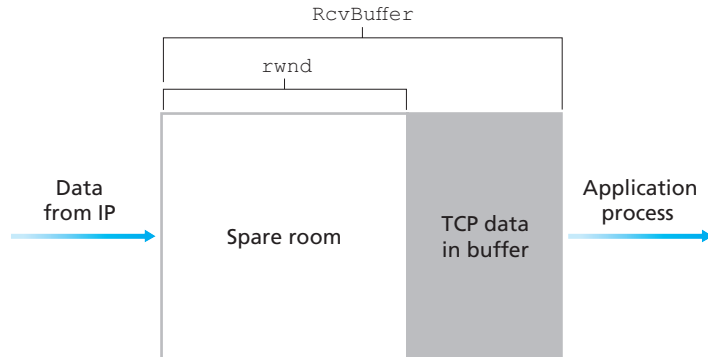 RcvBuffer
rwnd
Data
from IP
Spare room
TCP data
in buffer
Application
process